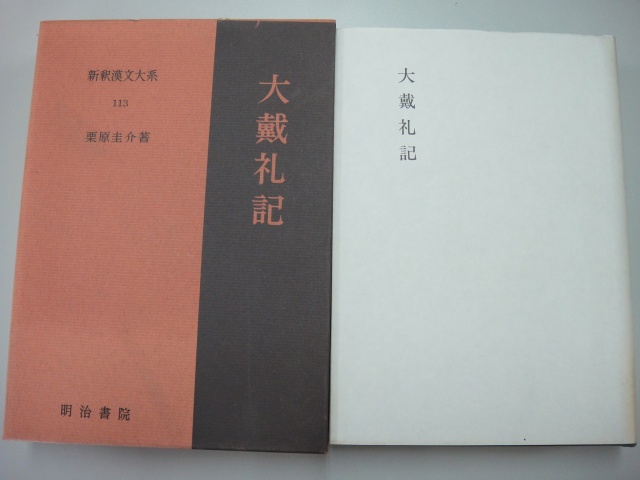 新釈漢文大系
113
栗原圭介著
大戴礼記
明治書院
大戴礼記